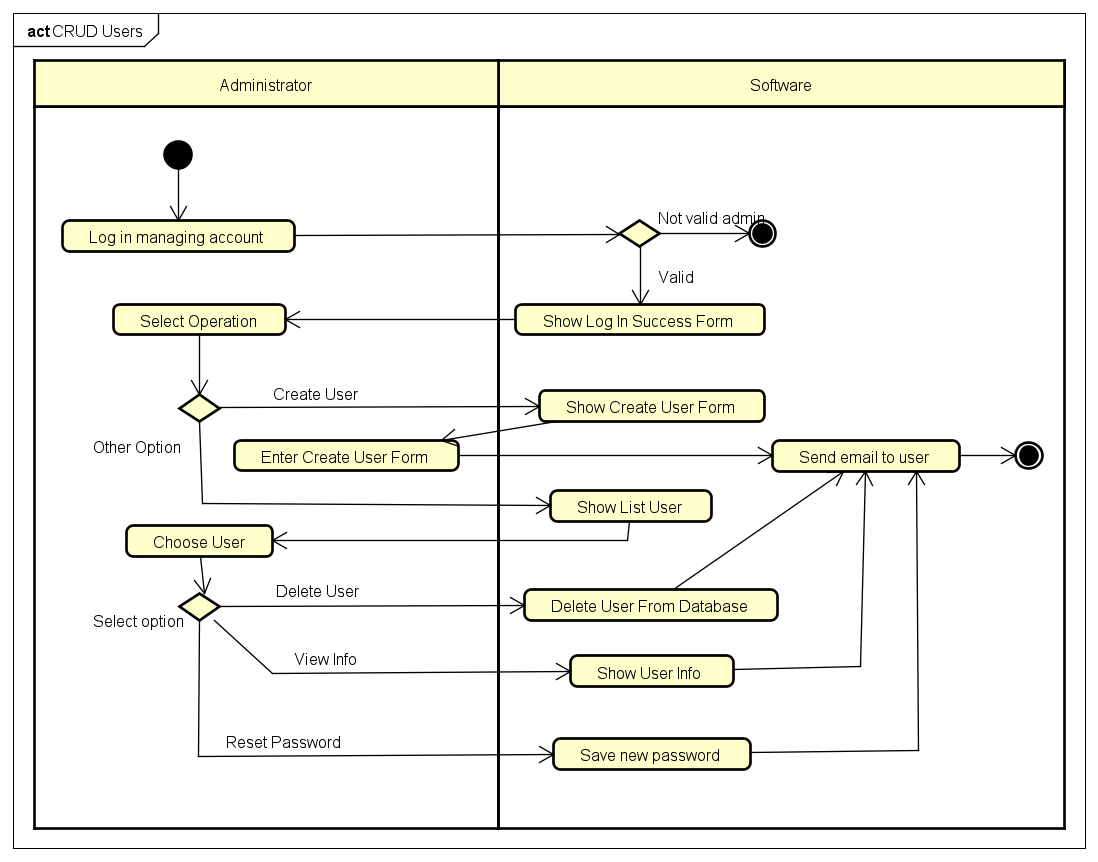 act CRUD Users
Administrator
Software
Not valid admin
Log in managing account
Valid
Select Operation
Show Log In Success Form
Create User
Show Create User Form
Other Option
Enter Create User Form
Send email to user
Show List User
Choose User
Delete User
Delete User From Database
Select option
View Info
Show User Info
Reset Password
Save new password